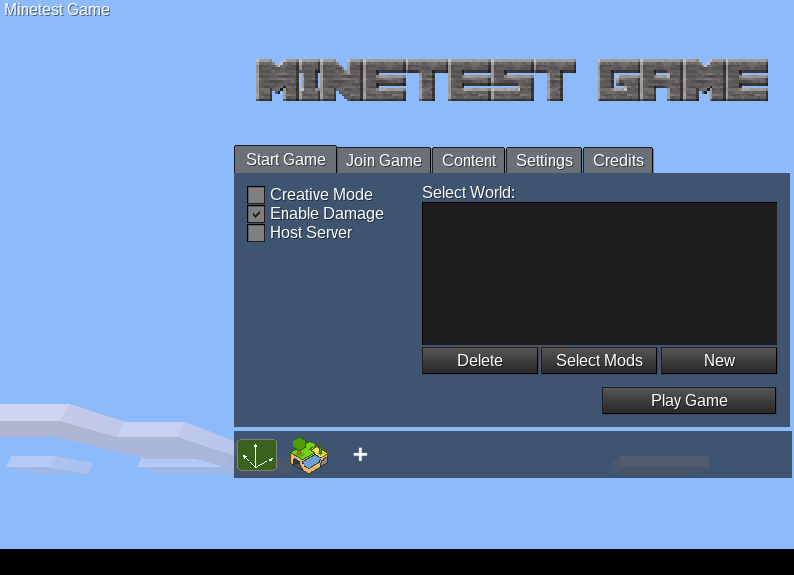 Minetest Game
MINETEST GAME
Start Game
Join Game
Content
Settings
Credits
Creative Mode
Enable Damage
Host Server
Select World:
Delete
Select Mods
New
Play Game
+